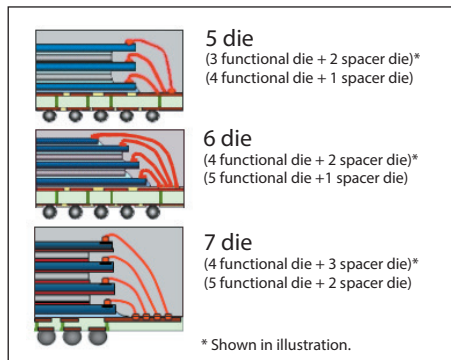 5 die
(3 functional die + 2 spacer die)*
(4 functional die + 1 spacer die)
6 die
(4 functional die + 2 spacer die)*
(5 functional die +1 spacer die)
7 die
(4 functional die + 3 spacer die)*
(5 functional die + 2 spacer die)
* Shown in illustration.